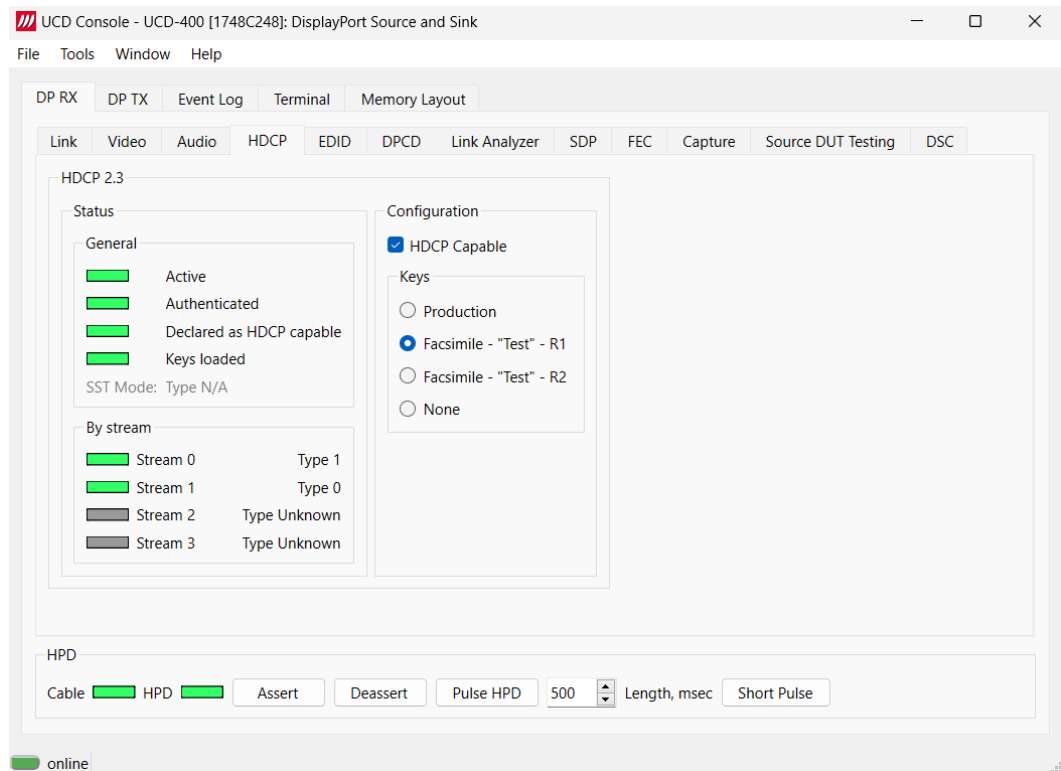 UCD Console - UCD-400 [1748C248]: DisplayPort Source and Sink
File Tools Window Help
DP RX DP TX Event Log Terminal Memory Layout
Link Video Audio HDCP EDID DPCD Link Analyzer SDP FEC Capture Source DUT Testing DSC
HDCP 2.3
Status
General
Active
Authenticated
Declared as HDCP capable
Keys loaded
SST Mode: Type N/A
By stream
Stream 0 Type 1
Stream 1 Type 0
Stream 2 Type Unknown
Stream 3 Type Unknown
Configuration
HDCP Capable
Keys
Production
Facsimile - "Test" - R1
Facsimile - "Test" - R2
None
HPD
Cable HPD Assert Deassert Pulse HPD 500 Length, msec Short Pulse
online